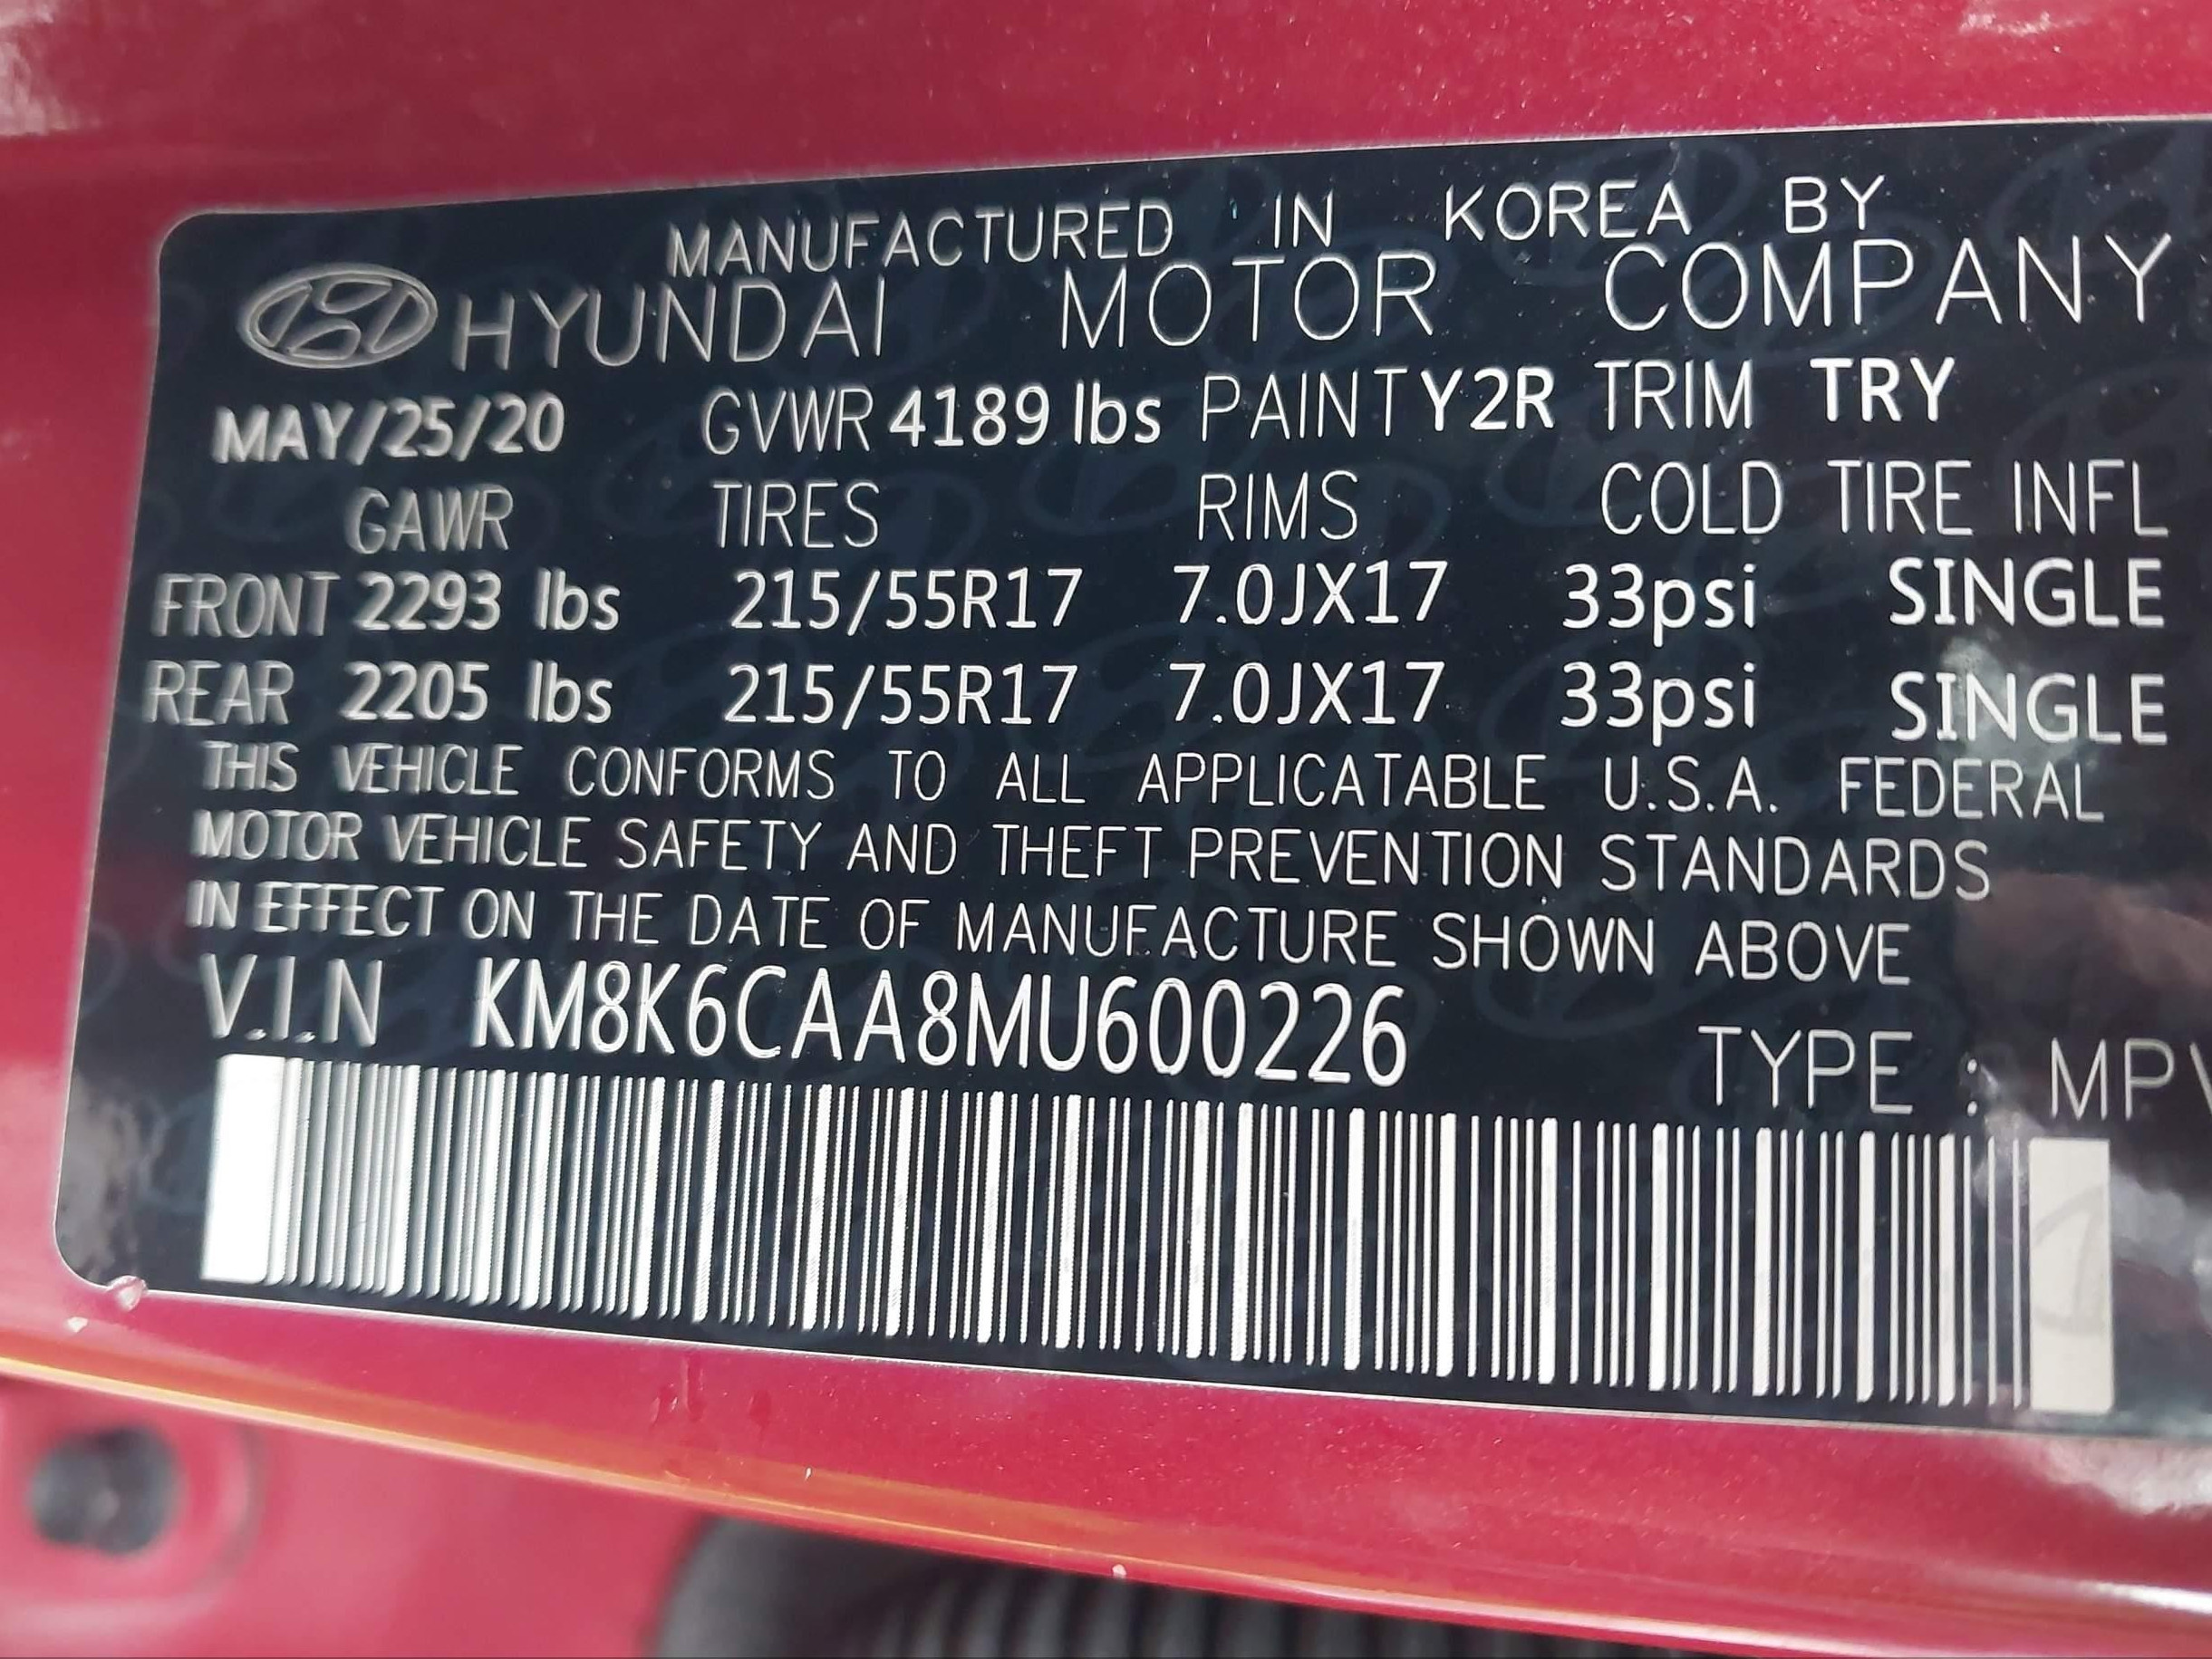 MANUFACTURED IN KOREA BY
HYUNDAI MOTOR COMPANY
MAY/25/20 GVWR 4189 lbs PAINT Y2R TRIM TRY
GAWR TIRES RIMS COLD TIRE INFL
FRONT 2293 lbs 215/55R17 7.0JX17 33psi SINGLE
REAR 2205 lbs 215/55R17 7.0JX17 33psi SINGLE
THIS VEHICLE CONFORMS TO ALL APPLICATABLE U.S.A. FEDERAL
MOTOR VEHICLE SAFETY AND THEFT PREVENTION STANDARDS
IN EFFECT ON THE DATE OF MANUFACTURE SHOWN ABOVE
V.I.N KM8K6CAA8MU600226
TYPE : MPV